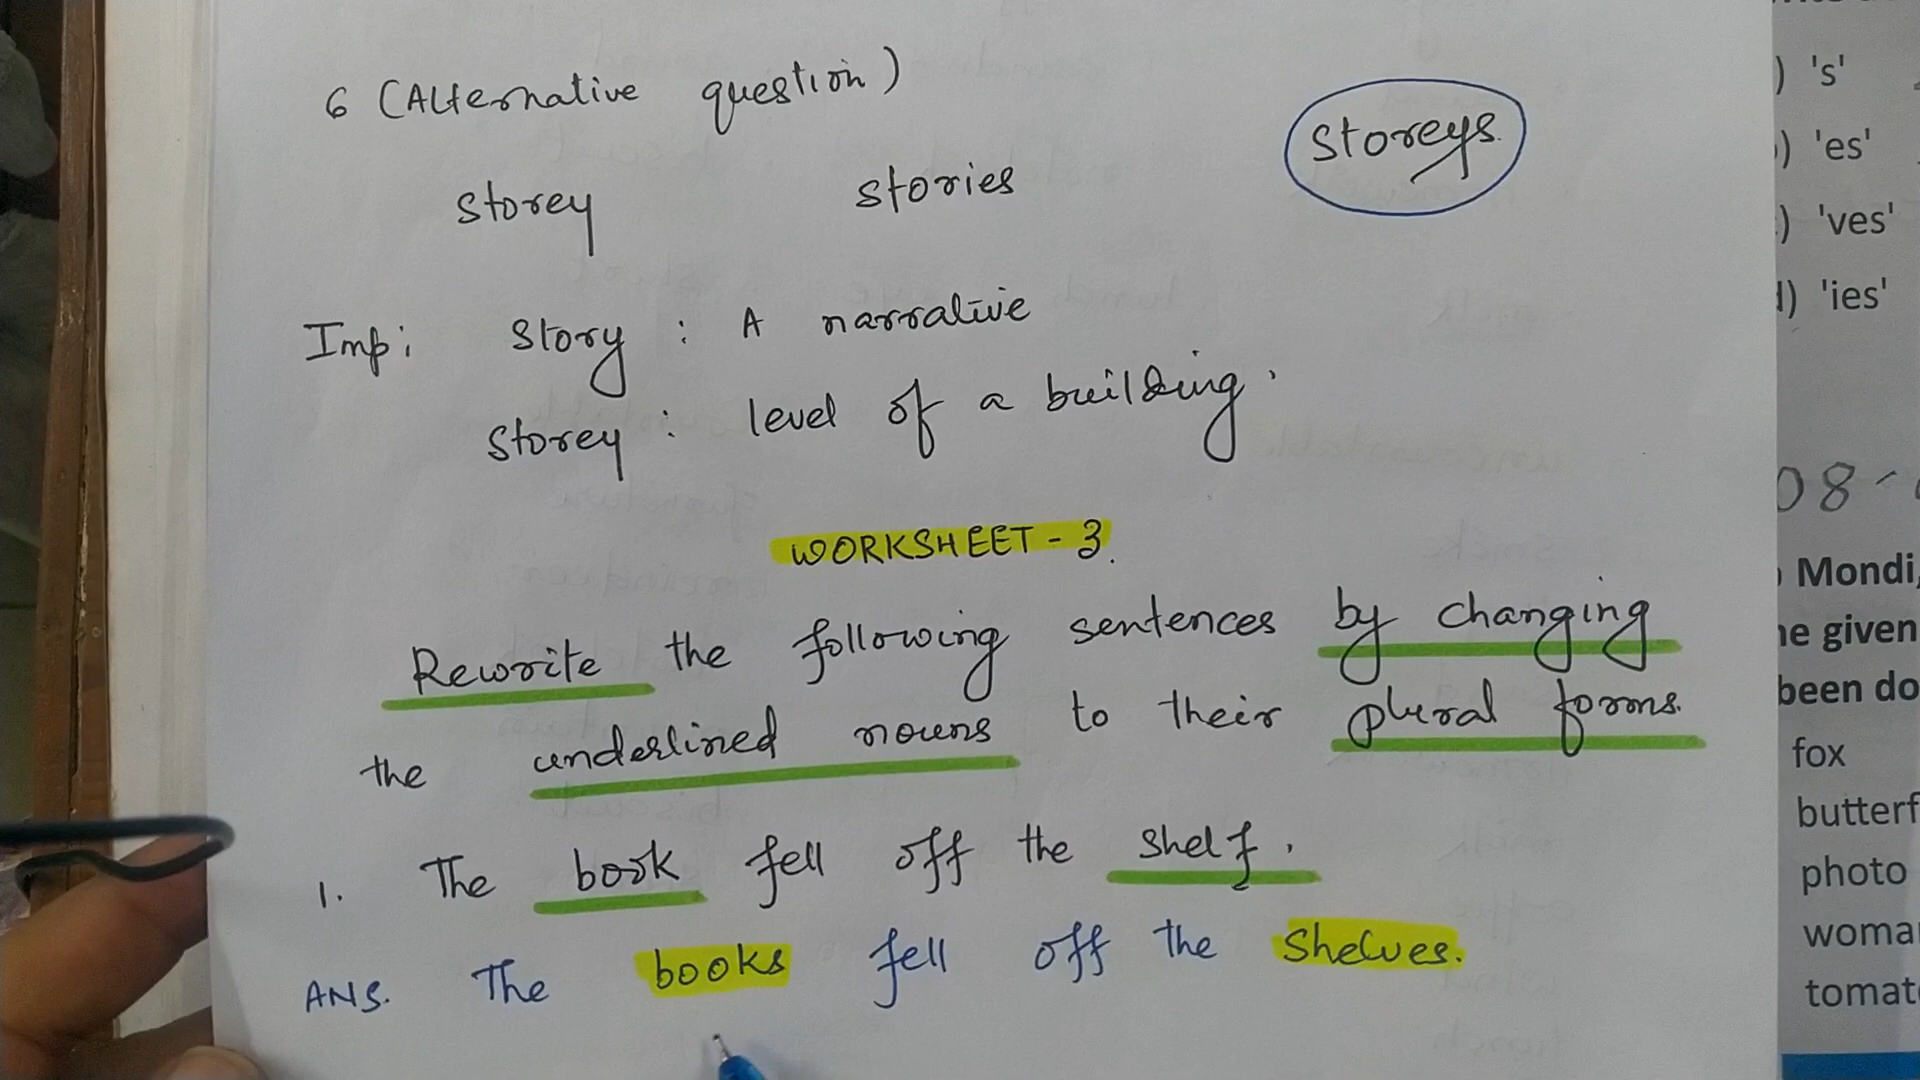 6 (Alternative question)
storey stories
storeys.
Imp: Story : A narrative
Storey : level of a building.
WORKSHEET - 3.
Rewrite the following sentences by changing
the underlined nouns to their plural forms.
1. The book fell off the shelf.
ANS. The books fell off the Shelves.
) 's'
) 'es'
) 'ves'
) 'ies'
08
Mondi,
given
been do
fox
butterf
photo
woma
tomat